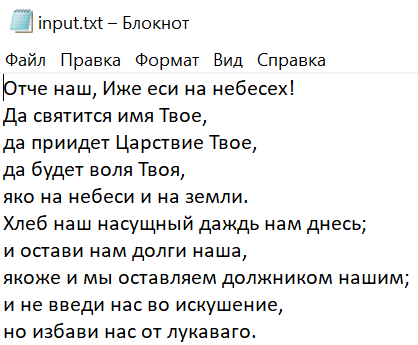 input.txt – Блокнот
Файл Правка Формат Вид Справка
Отче наш, Иже еси на небесех!
Да святится имя Твое,
да приидет Царствие Твое,
да будет воля Твоя,
яко на небеси и на земли.
Хлеб наш насущный даждь нам днесь;
и остави нам долги наша,
якоже и мы оставляем должником нашим;
и не введи нас во искушение,
но избави нас от лукаваго.